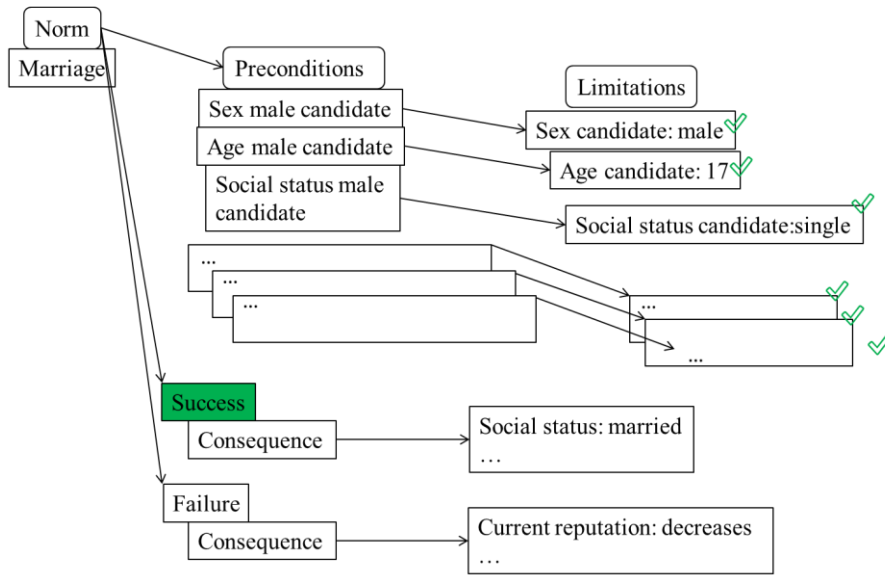 Norm
Marriage
Preconditions
Limitations
Sex male candidate
Sex candidate: male
Age male candidate
Age candidate: 17
Social status male
candidate
Social status candidate:single
...
...
...
...
...
Success
Consequence
Social status: married
…
Failure
Consequence
Current reputation: decreases
…